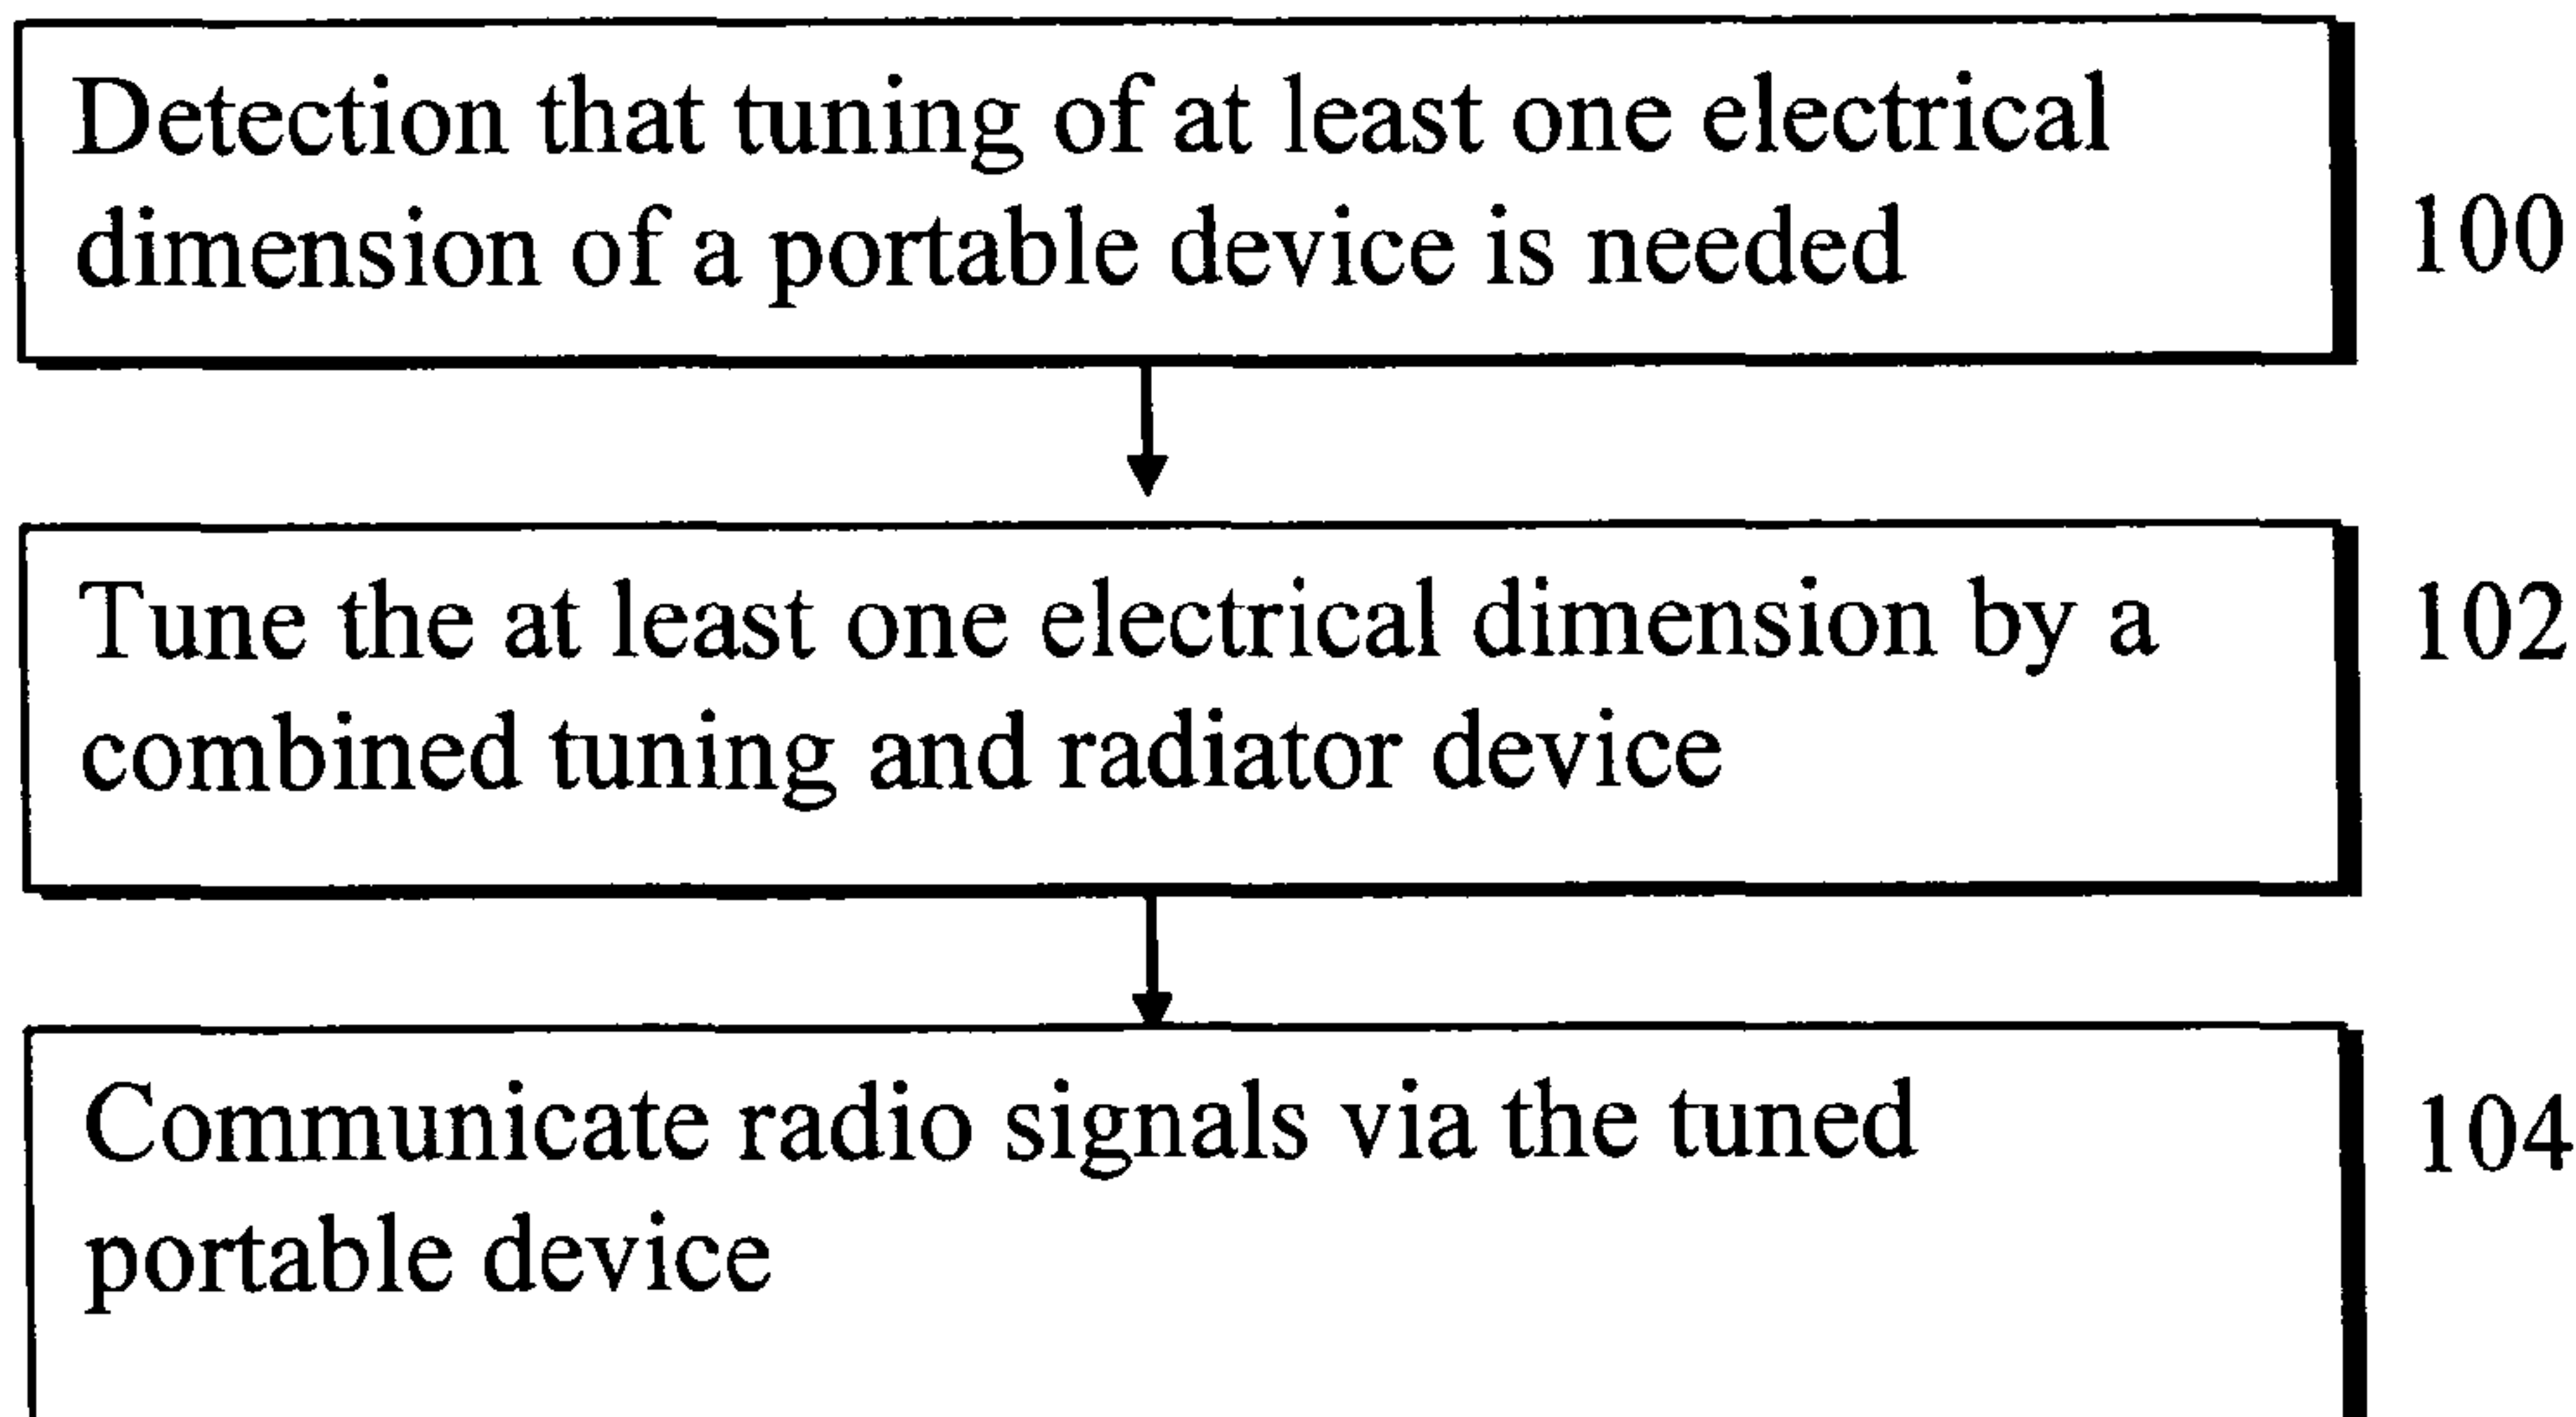 Detection that tuning of at least one electrical
dimension of a portable device is needed
100
Tune the at least one electrical dimension by a
combined tuning and radiator device
102
Communicate radio signals via the tuned
portable device
104